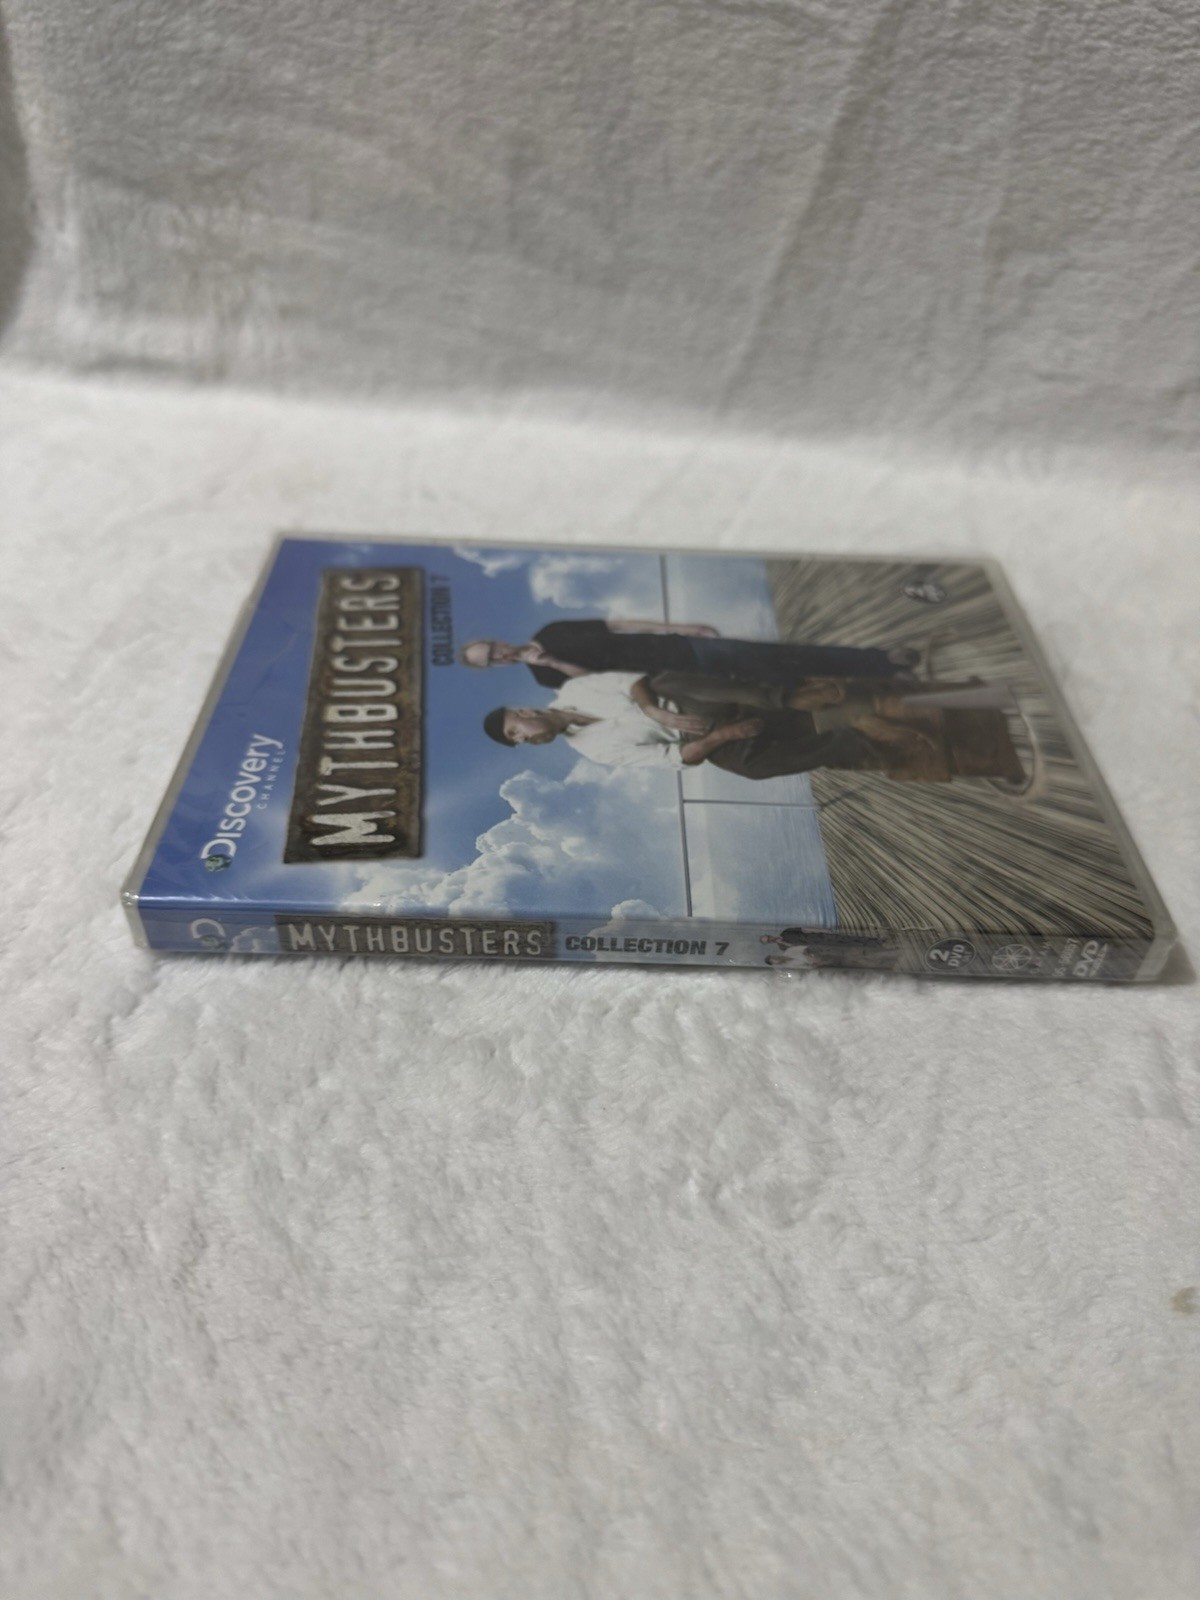 Discovery
CHANNEL
MYTHBUSTERS
COLLECTION 7
MYTHBUSTERS
COLLECTION 7
2
DVD
DVD